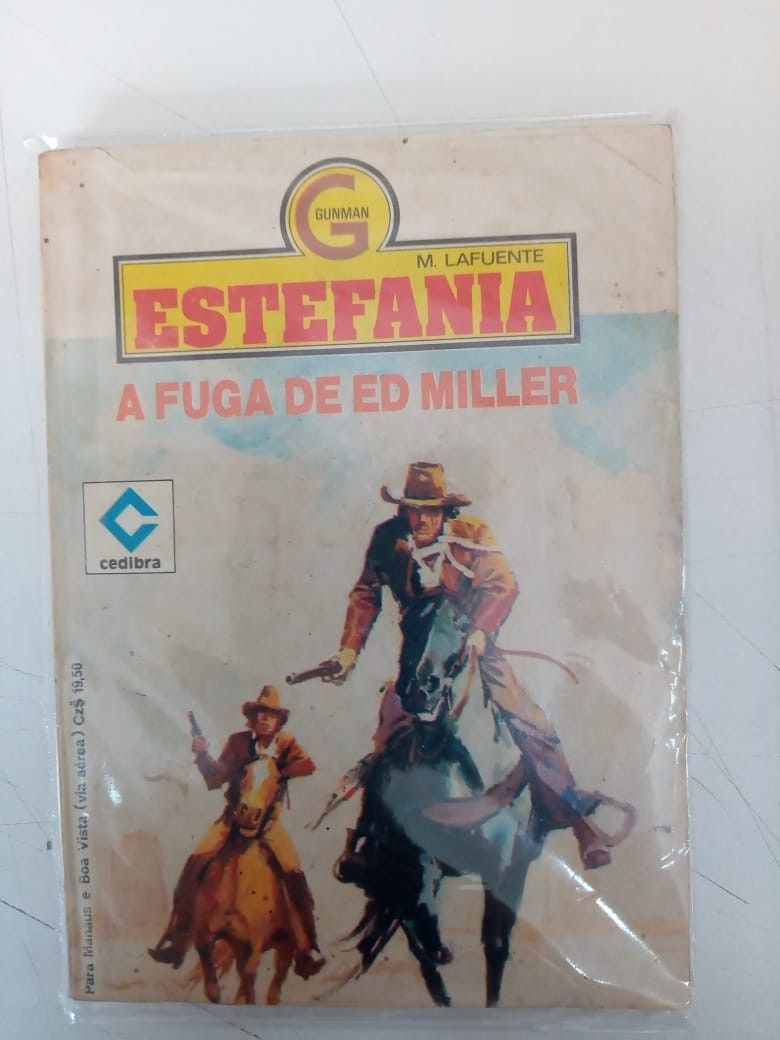 G
GUNMAN
M. LAFUENTE
ESTEFANIA
A FUGA DE ED MILLER
cedibra
Para Manaus e Boa Vista (via aérea) Cz$ 19,50